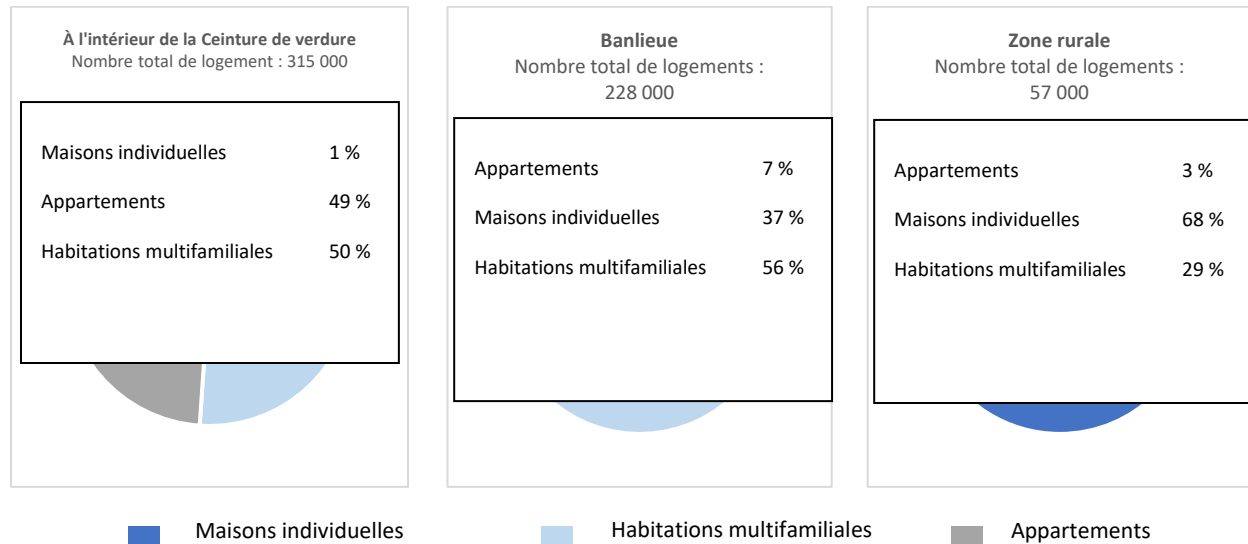 À l'intérieur de la Ceinture de verdure
Nombre total de logement : 315 000
Maisons individuelles 1 %
Appartements 49 %
Habitations multifamiliales 50 %
Banlieue
Nombre total de logements :
228 000
Appartements 7 %
Maisons individuelles 37 %
Habitations multifamiliales 56 %
Zone rurale
Nombre total de logements :
57 000
Appartements 3 %
Maisons individuelles 68 %
Habitations multifamiliales 29 %
Maisons individuelles
Habitations multifamiliales
Appartements